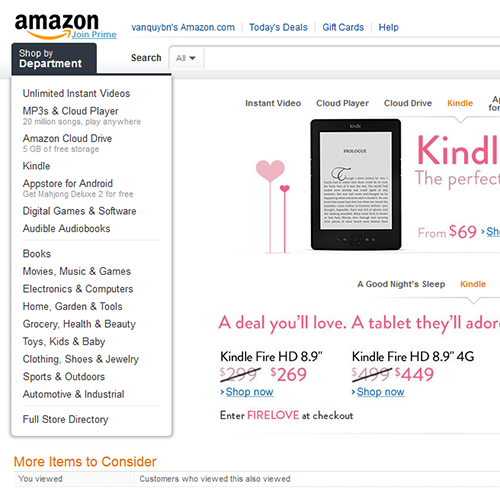 amazon
Join Prime
vanquybn's Amazon.com | Today's Deals | Gift Cards | Help
Shop by
Department
Search
All
Unlimited Instant Videos
MP3s & Cloud Player
20 million songs, play anywhere
Amazon Cloud Drive
5 GB of free storage
Kindle
Appstore for Android
Get Mahjong Deluxe 2 for free
Digital Games & Software
Audible Audiobooks
Books
Movies, Music & Games
Electronics & Computers
Home, Garden & Tools
Grocery, Health & Beauty
Toys, Kids & Baby
Clothing, Shoes & Jewelry
Sports & Outdoors
Automotive & Industrial
Full Store Directory
Instant Video Cloud Player Cloud Drive Kindle Ap
for
kindle
PROLOGUE
Kindl
The perfect
From $69 › Sh
A Good Night's Sleep Kindle
A deal you'll love. A tablet they'll ador
Kindle Fire HD 8.9" Kindle Fire HD 8.9" 4G
$299 $269 $499 $449
› Shop now › Shop now
Enter FIRELOVE at checkout
More Items to Consider
You viewed Customers who viewed this also viewed